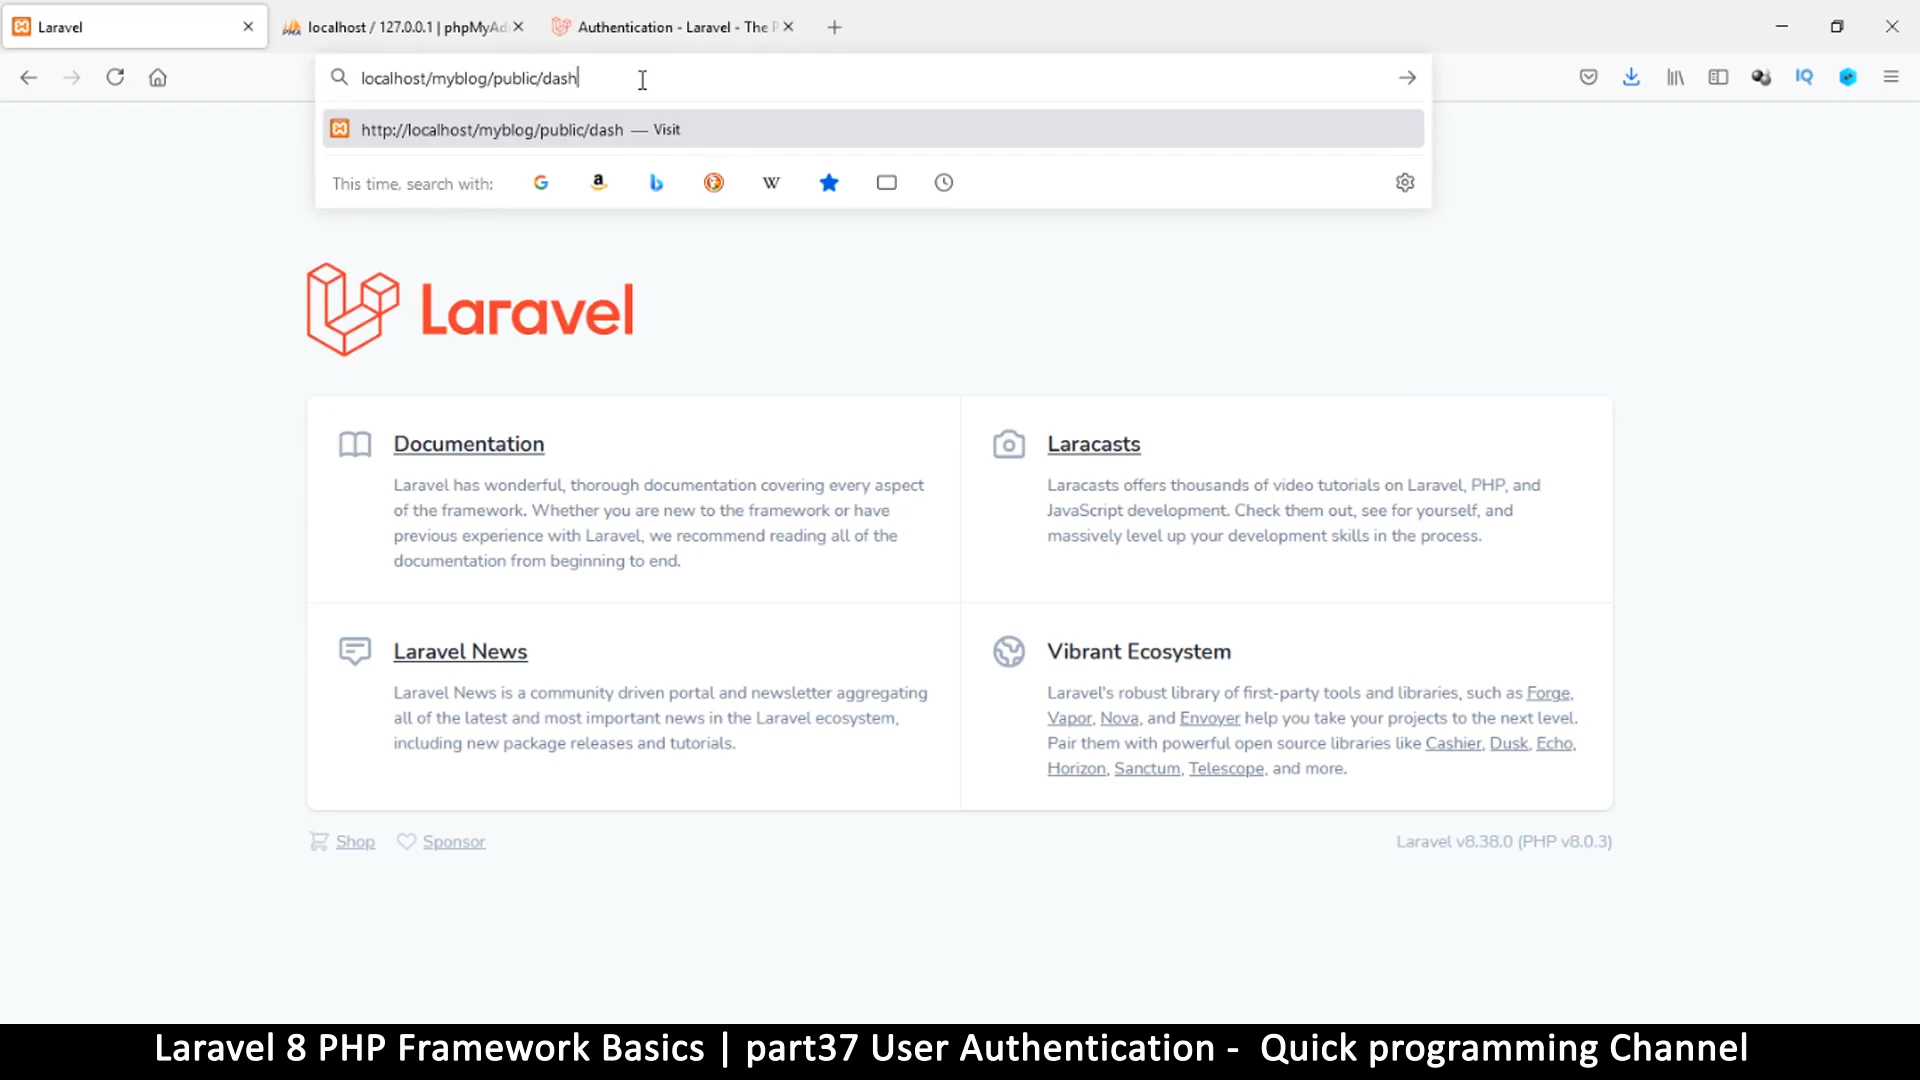 Laravel
localhost / 127.0.0.1 | phpMyAd
Authentication - Laravel - The P
localhost/myblog/public/dash
http://localhost/myblog/public/dash — Visit
This time, search with:
Laravel
Documentation
Laravel has wonderful, thorough documentation covering every aspect
of the framework. Whether you are new to the framework or have
previous experience with Laravel, we recommend reading all of the
documentation from beginning to end.
Laracasts
Laracasts offers thousands of video tutorials on Laravel, PHP, and
JavaScript development. Check them out, see for yourself, and
massively level up your development skills in the process.
Laravel News
Laravel News is a community driven portal and newsletter aggregating
all of the latest and most important news in the Laravel ecosystem,
including new package releases and tutorials.
Vibrant Ecosystem
Laravel's robust library of first-party tools and libraries, such as Forge,
Vapor, Nova, and Envoyer help you take your projects to the next level.
Pair them with powerful open source libraries like Cashier, Dusk, Echo,
Horizon, Sanctum, Telescope, and more.
Shop Sponsor
Laravel v8.38.0 (PHP v8.0.3)
Laravel 8 PHP Framework Basics | part37 User Authentication - Quick programming Channel